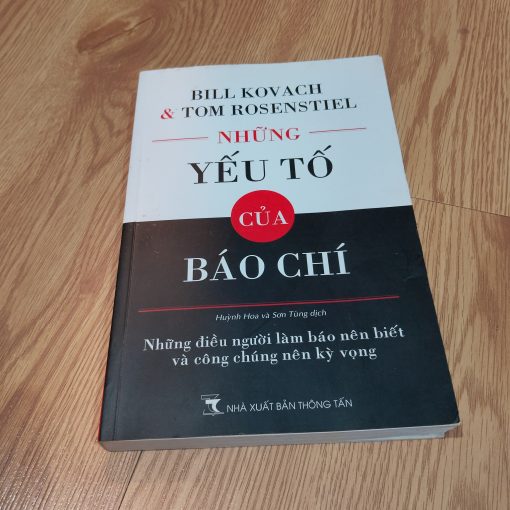 BILL KOVACH
& TOM ROSENSTIEL
NHỮNG
YẾU TỐ
CỦA
BÁO CHÍ
Huỳnh Hoa và Sơn Tùng dịch
Những điều người làm báo nên biết
và công chúng nên kỳ vọng
NHÀ XUẤT BẢN THÔNG TẤN